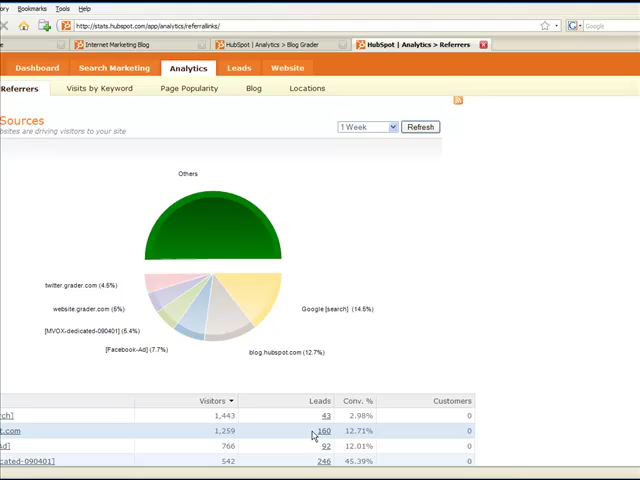 ory Bookmarks Tools Help
http://stats.hubspot.com/app/analytics/referrallinks/
Google
e Internet Marketing Blog HubSpot | Analytics > Blog Grader HubSpot | Analytics > Referrers
Dashboard Search Marketing Analytics Leads Website
Referrers Visits by Keyword Page Popularity Blog Locations
Sources
bsites are driving visitors to your site
1 Week Refresh
Others
twitter.grader.com (4.5%)
website.grader.com (5%)
[MVOX-dedicated-090401] (5.4%)
[Facebook-Ad] (7.7%)
blog.hubspot.com (12.7%)
Google [search] (14.5%)
Visitors Leads Conv. % Customers
rch] 1,443 43 2.98% 0
t.com 1,259 160 12.71% 0
Ad] 766 92 12.01% 0
cated-090401] 542 246 45.39% 0